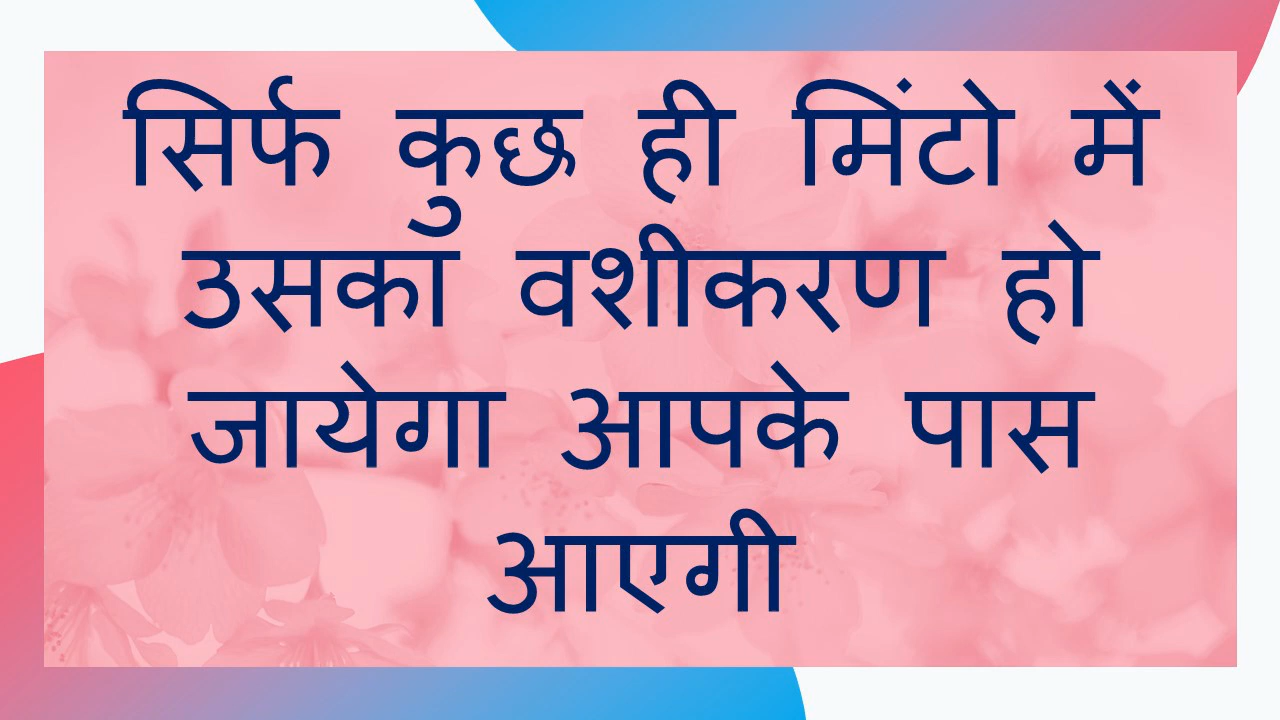 सिर्फ कुछ ही मिंटो में
उसका वशीकरण हो
जायेगा आपके पास
आएगी